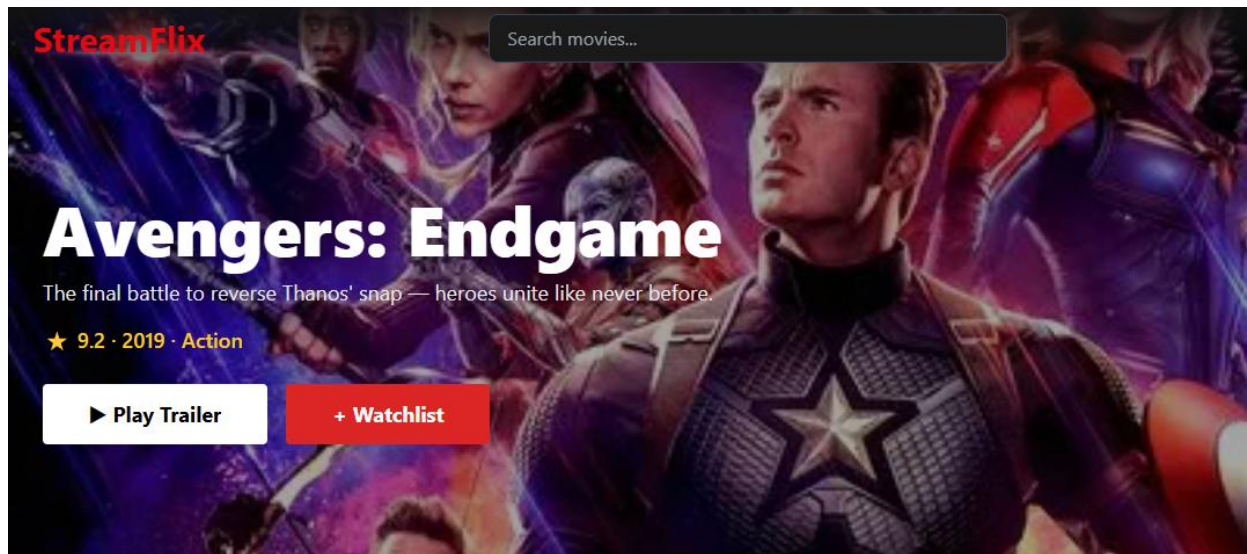 StreamFlix
Search movies...
Avengers: Endgame
The final battle to reverse Thanos' snap — heroes unite like never before.
★ 9.2 · 2019 · Action
▶ Play Trailer
+ Watchlist